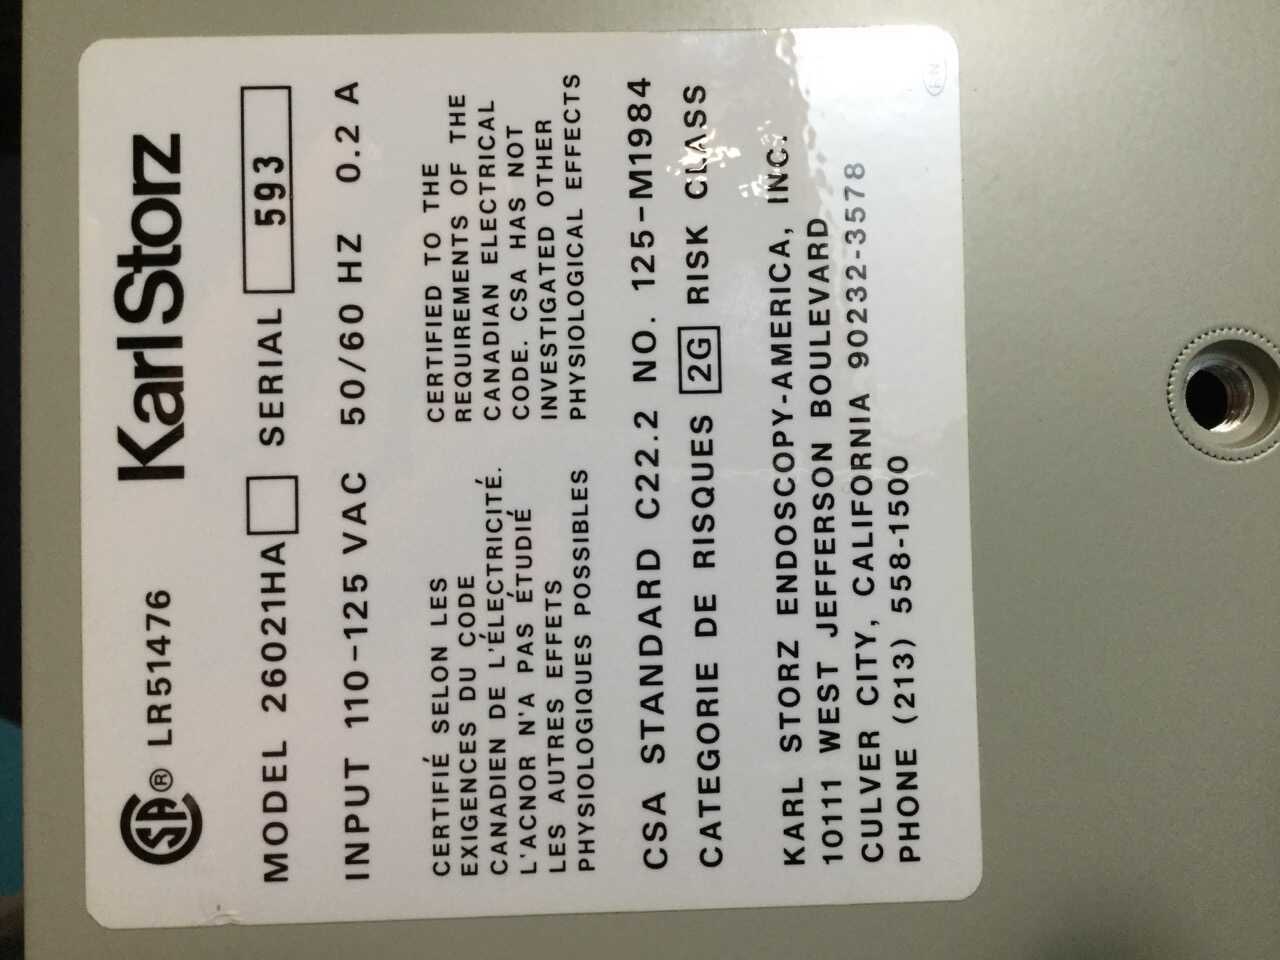 CSA® LR51476 Karl Storz
MODEL 26021HA SERIAL 593
INPUT 110-125 VAC 50/60 HZ 0.2 A
CERTIFIÉ SELON LES
EXIGENCES DU CODE
CANADIEN DE L'ÉLECTRICITÉ.
L'ACNOR N'A PAS ÉTUDIÉ
LES AUTRES EFFETS
PHYSIOLOGIQUES POSSIBLES
CERTIFIED TO THE
REQUIREMENTS OF THE
CANADIAN ELECTRICAL
CODE. CSA HAS NOT
INVESTIGATED OTHER
PHYSIOLOGICAL EFFECTS
CSA STANDARD C22.2 NO. 125-M1984
CATEGORIE DE RISQUES 2G RISK CLASS
KARL STORZ ENDOSCOPY-AMERICA, INC.
10111 WEST JEFFERSON BOULEVARD
CULVER CITY, CALIFORNIA 90232-3578
PHONE (213) 558-1500